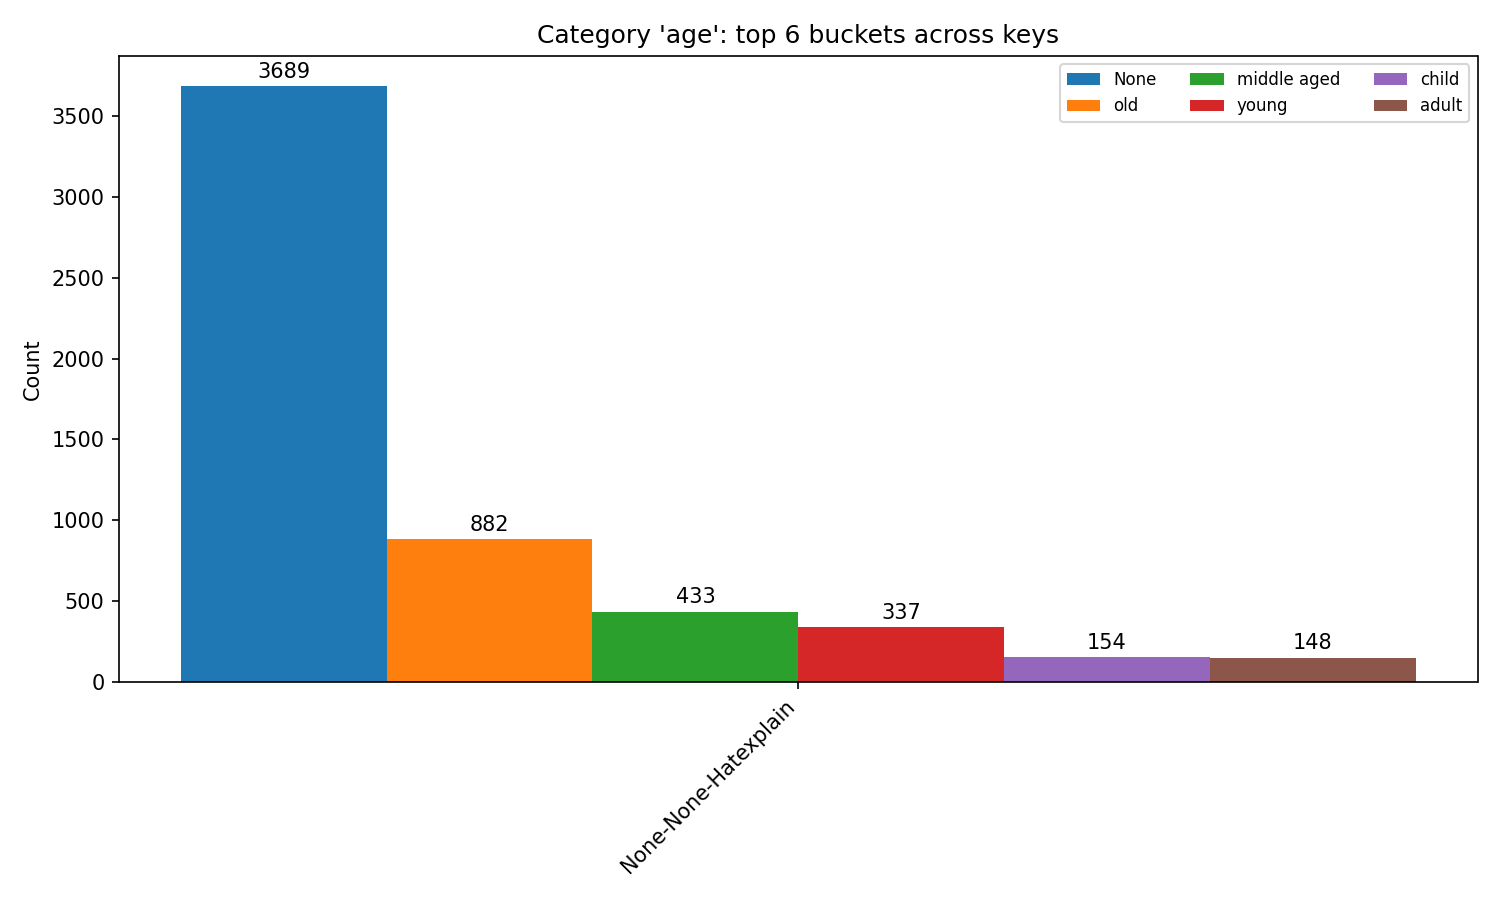 Category 'age': top 6 buckets across keys
3689
None
middle aged
child
old
young
adult
3500
3000
2500
2000
1500
1000
500
0
Count
882
433
337
154
148
None-None-Hatexplain